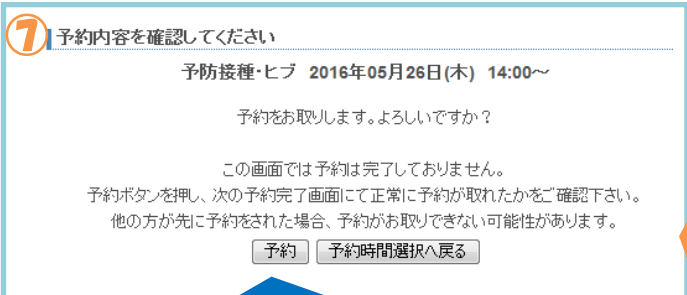 ⑦ 予約内容を確認してください
予防接種・ヒブ 2016年05月26日(木) 14:00～
予約をお取りします。よろしいですか？
この画面では予約は完了しておりません。
予約ボタンを押し、次の予約完了画面にて正常に予約が取れたかをご確認下さい。
他の方が先に予約をされた場合、予約がお取りできない可能性があります。
予約 予約時間選択へ戻る